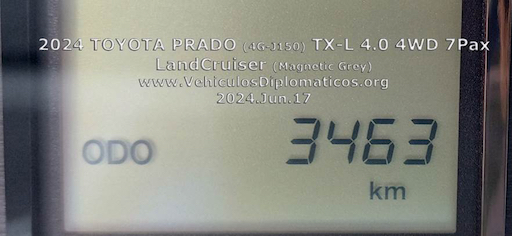 2024 TOYOTA PRADO (4G-J150) TX-L 4.0 4WD 7Pax
LandCruiser (Magnetic Grey)
www.VehiculosDiplomaticos.org
2024.Jun.17
ODO 3463
km